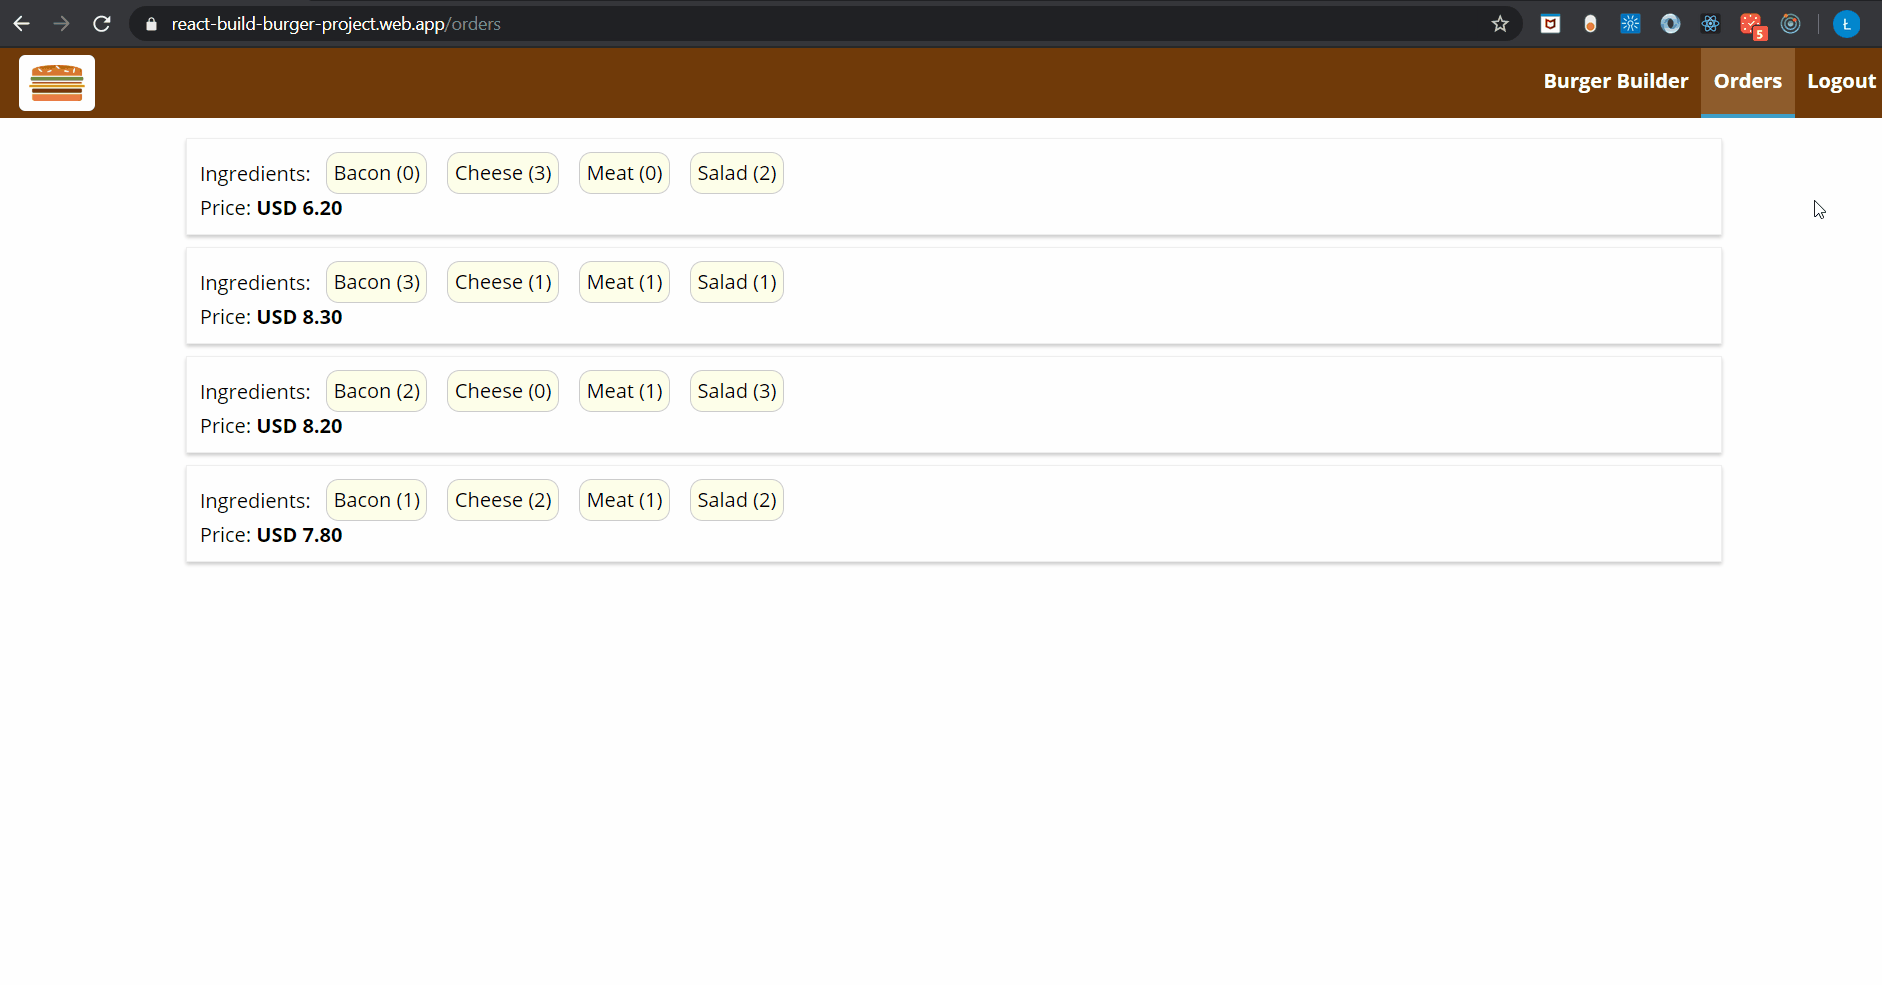 react-build-burger-project.web.app/orders
5
Ł
Burger Builder Orders Logout
Ingredients: Bacon (0) Cheese (3) Meat (0) Salad (2)
Price: USD 6.20
Ingredients: Bacon (3) Cheese (1) Meat (1) Salad (1)
Price: USD 8.30
Ingredients: Bacon (2) Cheese (0) Meat (1) Salad (3)
Price: USD 8.20
Ingredients: Bacon (1) Cheese (2) Meat (1) Salad (2)
Price: USD 7.80